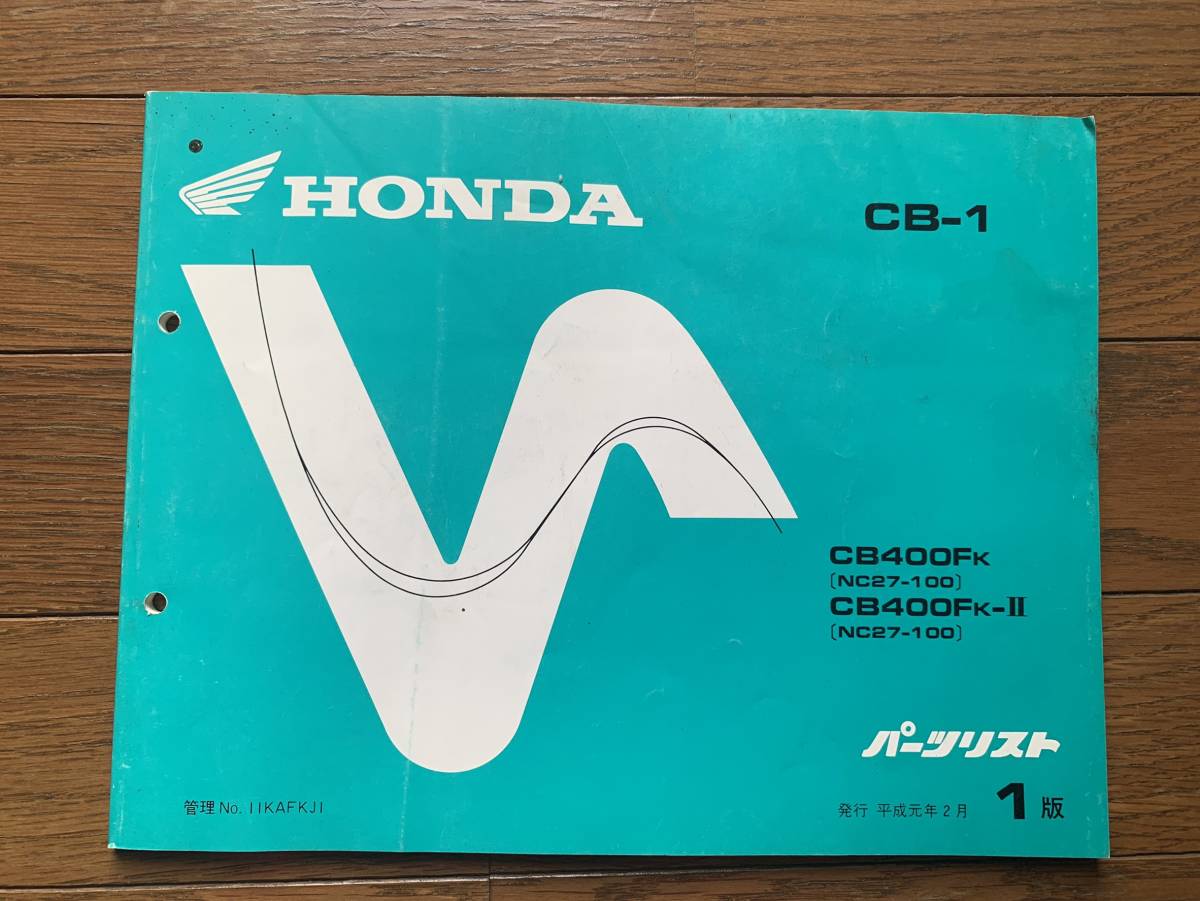 HONDA
CB-1
CB400FK
〔NC27-100〕
CB400FK-II
〔NC27-100〕
パーツリスト
管理No. 11KAFKJ1
発行 平成元年2月 1版